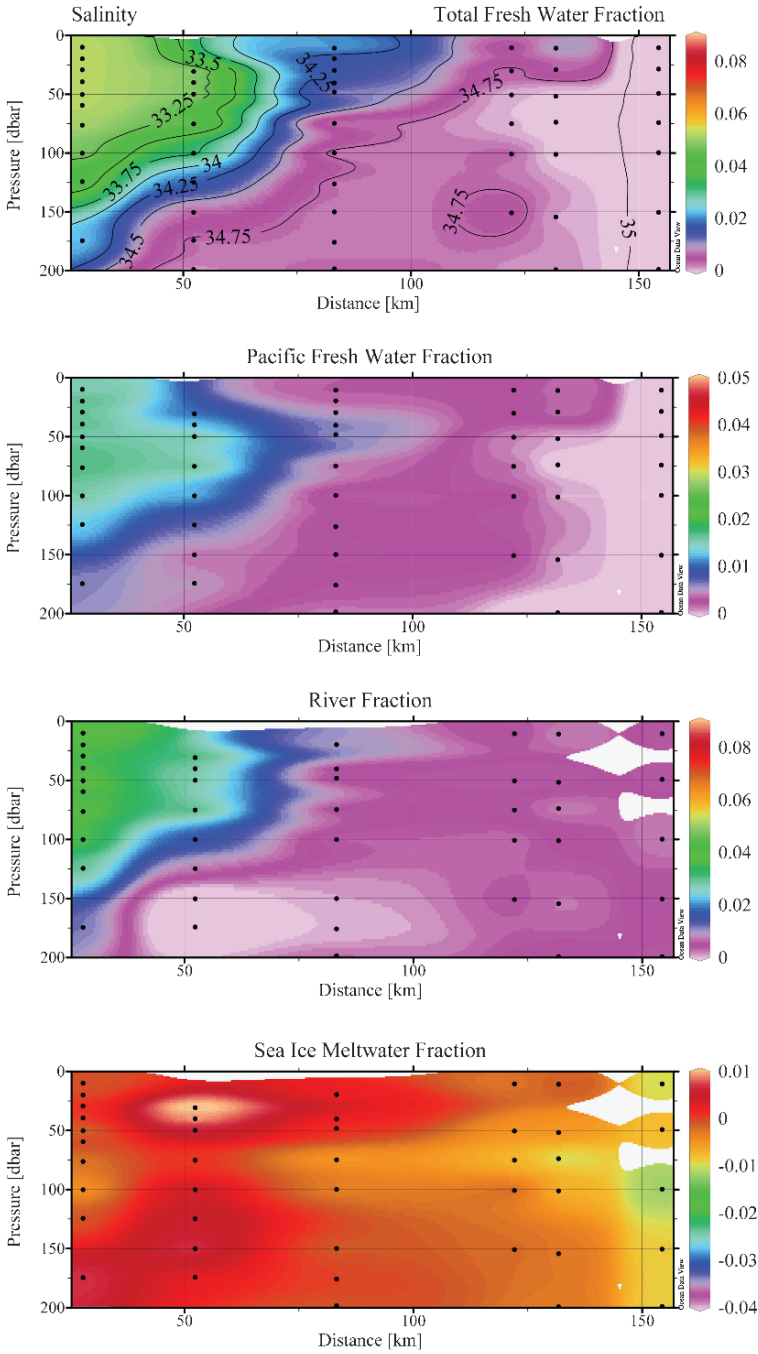 Salinity Total Fresh Water Fraction
0
50
100
150
200
Pressure [dbar]
33.5
33.25
33.75
34
34.25
34.5
34.75
34.25
34.75
34.75
35
50 100 150
Distance [km]
Ocean Data View
0.08
0.06
0.04
0.02
0
Pacific Fresh Water Fraction
0
50
100
150
200
Pressure [dbar]
50 100 150
Distance [km]
Ocean Data View
0.05
0.04
0.03
0.02
0.01
0
River Fraction
0
50
100
150
200
Pressure [dbar]
50 100 150
Distance [km]
Ocean Data View
0.08
0.06
0.04
0.02
0
Sea Ice Meltwater Fraction
0
50
100
150
200
Pressure [dbar]
50 100 150
Distance [km]
Ocean Data View
0.01
0
-0.01
-0.02
-0.03
-0.04